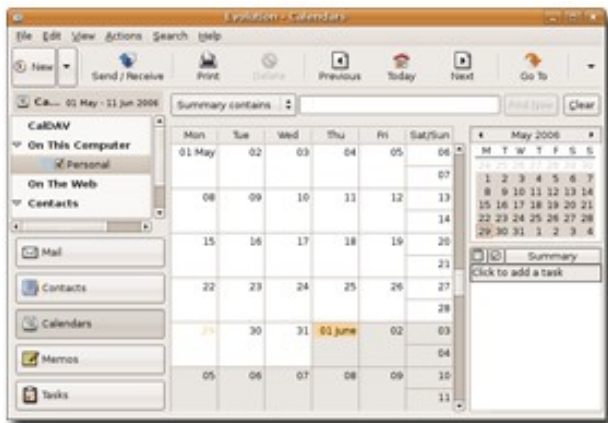 Evolution - Calendars
File Edit View Actions Search Help
New Send / Receive Print Delete Previous Today Next Go To
Ca... 01 May - 11 Jun 2006 Summary contains Find Now Clear
CalDAV
On This Computer
Personal
On The Web
Contacts
Mail
Contacts
Calendars
Memos
Tasks
Mon Tue Wed Thu Fri Sat/Sun
01 May 02 03 04 05 06
07
08 09 10 11 12 13
14
15 16 17 18 19 20
21
22 23 24 25 26 27
28
29 30 31 01 June 02 03
04
05 06 07 08 09 10
11
May 2006
M T W T F S S
24 25 26 27 28 29 30
1 2 3 4 5 6 7
8 9 10 11 12 13 14
15 16 17 18 19 20 21
22 23 24 25 26 27 28
29 30 31 1 2 3 4
Summary
Click to add a task